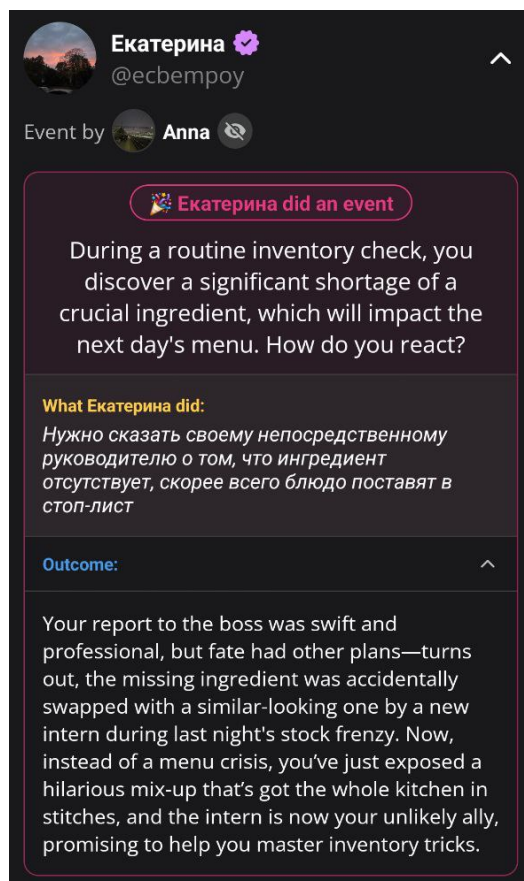 Екатерина
@ecbempoy
Event by Anna
🎉 Екатерина did an event
During a routine inventory check, you
discover a significant shortage of a
crucial ingredient, which will impact the
next day's menu. How do you react?
What Екатерина did:
Нужно сказать своему непосредственному
руководителю о том, что ингредиент
отсутствует, скорее всего блюдо поставят в
стоп-лист
Outcome:
Your report to the boss was swift and
professional, but fate had other plans—turns
out, the missing ingredient was accidentally
swapped with a similar-looking one by a new
intern during last night's stock frenzy. Now,
instead of a menu crisis, you’ve just exposed a
hilarious mix-up that’s got the whole kitchen in
stitches, and the intern is now your unlikely ally,
promising to help you master inventory tricks.